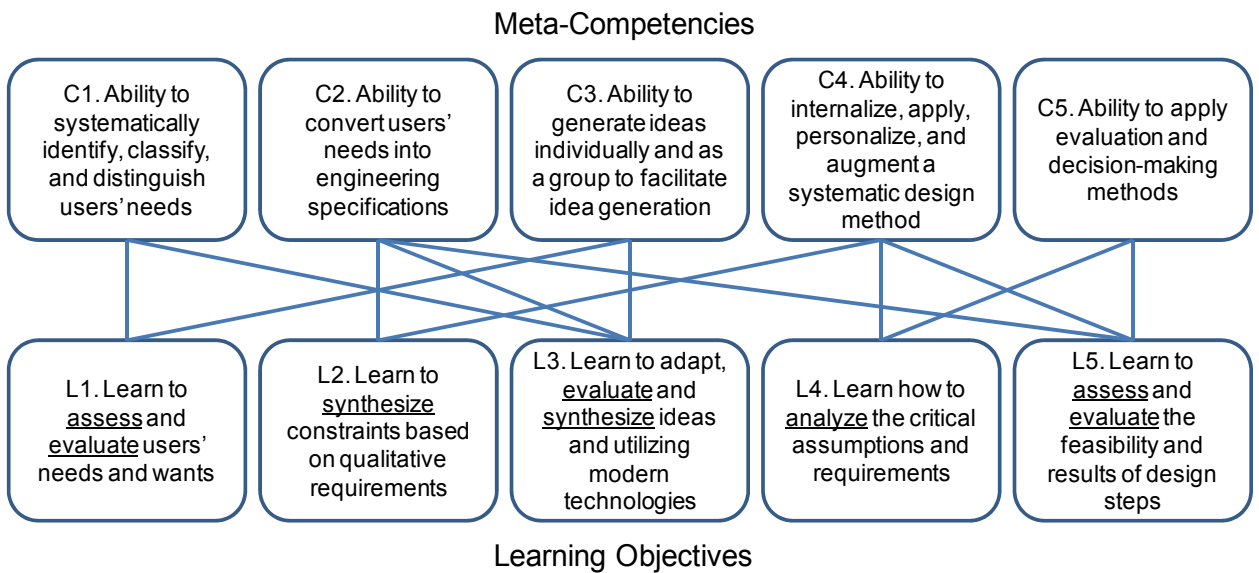 Meta-Competencies
C1. Ability to
systematically
identify, classify,
and distinguish
users' needs
C2. Ability to
convert users'
needs into
engineering
specifications
C3. Ability to
generate ideas
individually and as
a group to facilitate
idea generation
C4. Ability to
internalize, apply,
personalize, and
augment a
systematic design
method
C5. Ability to apply
evaluation and
decision-making
methods
L1. Learn to
assess and
evaluate users'
needs and wants
L2. Learn to
synthesize
constraints based
on qualitative
requirements
L3. Learn to adapt,
evaluate and
synthesize ideas
and utilizing
modern
technologies
L4. Learn how to
analyze the critical
assumptions and
requirements
L5. Learn to
assess and
evaluate the
feasibility and
results of design
steps
Learning Objectives